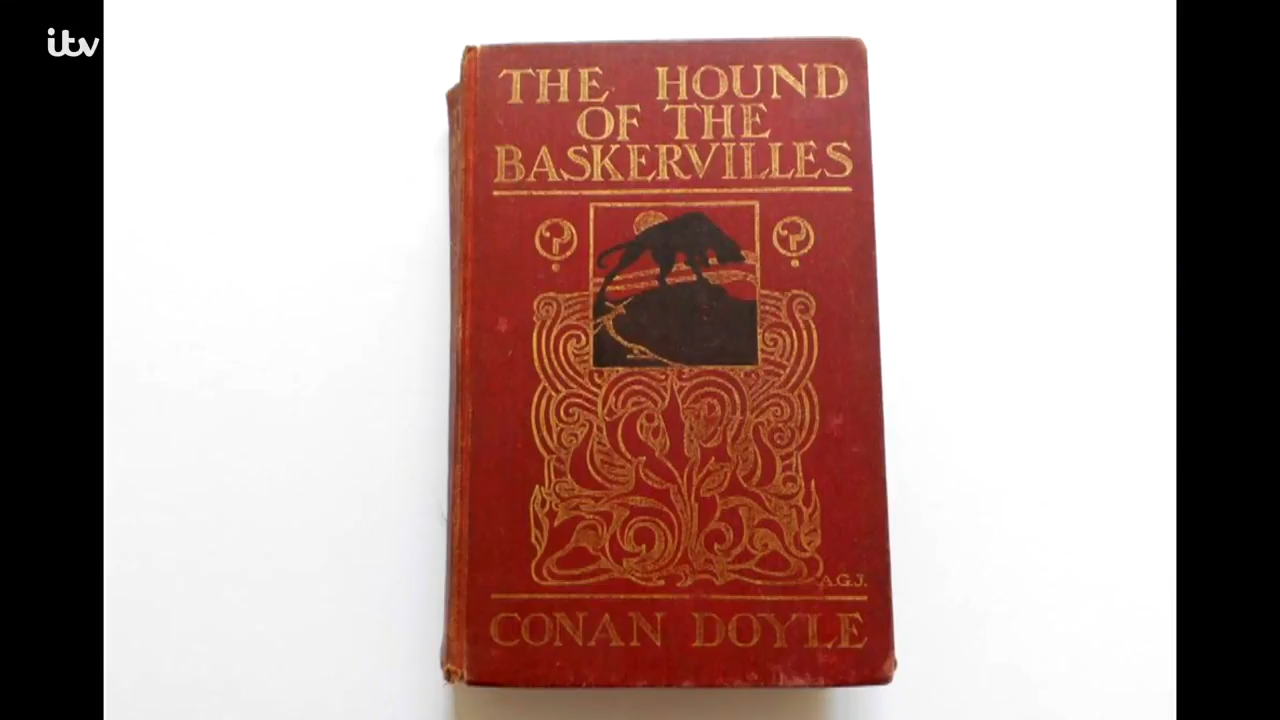 itv
THE HOUND
OF THE
BASKERVILLES
? ?
A.G.J.
CONAN DOYLE